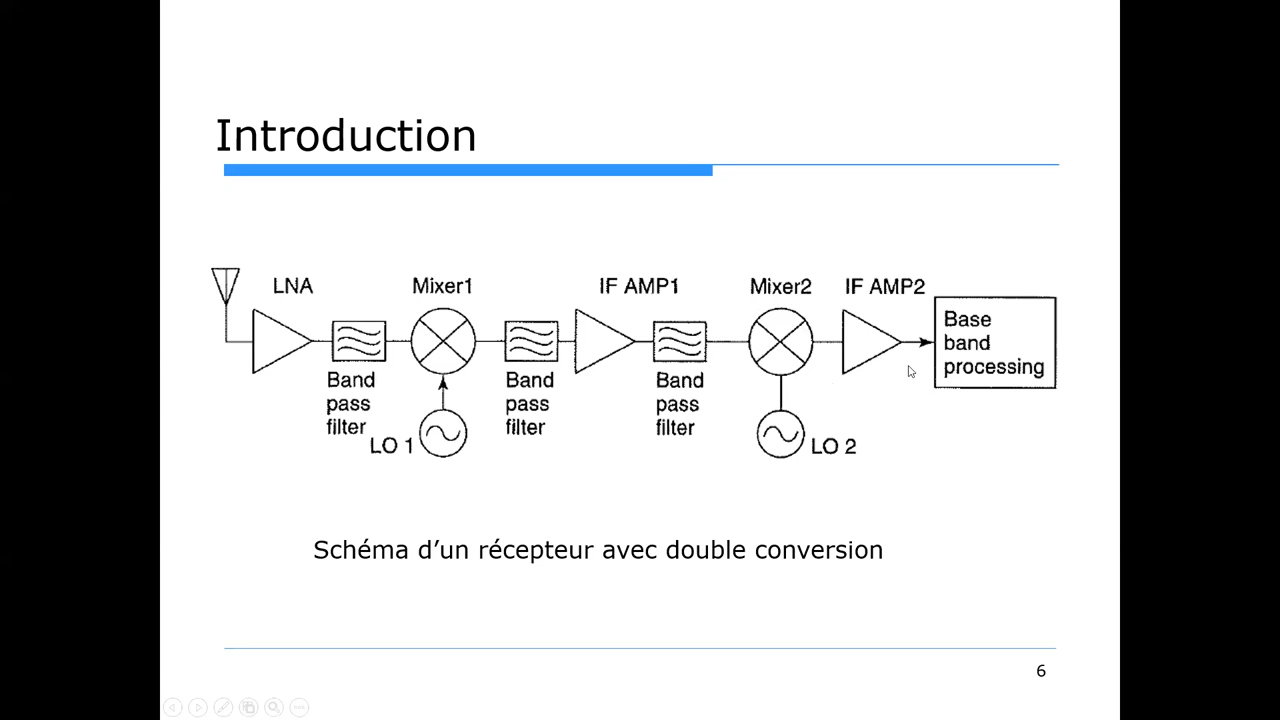 Introduction
LNA
Mixer1
IF AMP1
Mixer2
IF AMP2
Base
band
processing
Band
pass
filter
LO 1
Band
pass
filter
Band
pass
filter
LO 2
Schéma d’un récepteur avec double conversion
6